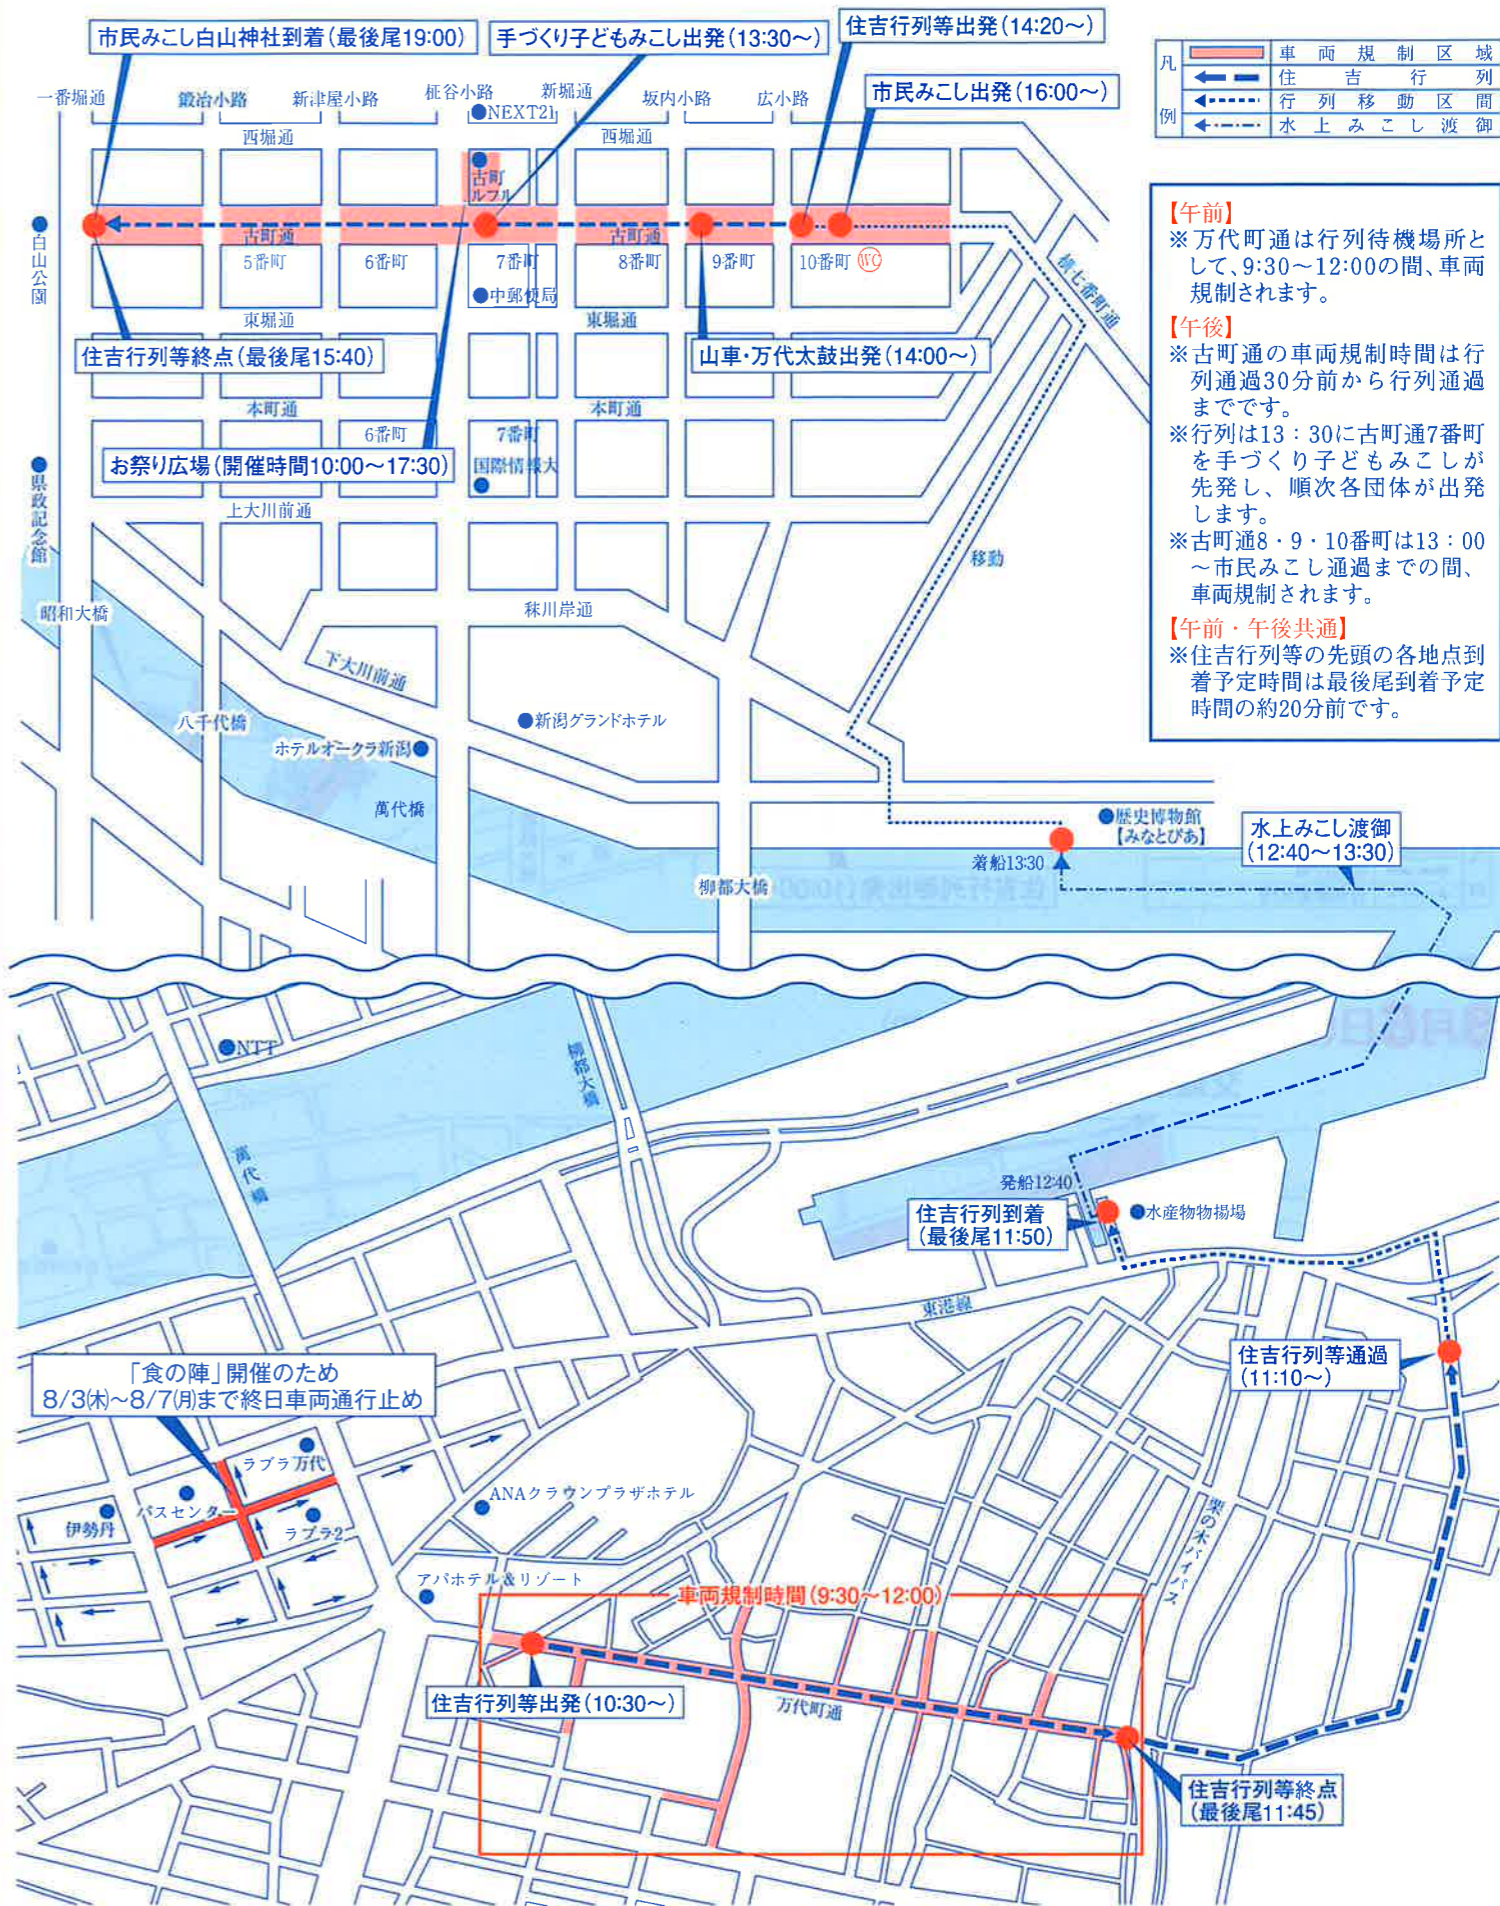 市民みこし白山神社到着(最後尾19:00)
手づくり子どもみこし出発(13:30～)
住吉行列等出発(14:20～)
市民みこし出発(16:00～)
凡例
車両規制区域
住吉行列
行列移動区間
水上みこし渡御
一番堀通
鍛冶小路
新津屋小路
柾谷小路
新堀通
坂内小路
広小路
NEXT21
西堀通
西堀通
古町
ルフル
白山公園
古町通
古町通
5番町
6番町
7番町
8番町
9番町
10番町
WC
横七番町通
中郵便局
東堀通
東堀通
住吉行列等終点(最後尾15:40)
山車・万代太鼓出発(14:00～)
本町通
本町通
6番町
7番町
お祭り広場(開催時間10:00～17:30)
国際情報大
県政記念館
上大川前通
移動
昭和大橋
秣川岸通
下大川前通
八千代橋
新潟グランドホテル
ホテルオークラ新潟
萬代橋
歴史博物館
【みなとぴあ】
着船13:30
水上みこし渡御
(12:40～13:30)
柳都大橋
【午前】
※万代町通は行列待機場所と
して、9:30～12:00の間、車両
規制されます。
【午後】
※古町通の車両規制時間は行
列通過30分前から行列通過
までです。
※行列は13：30に古町通7番町
を手づくり子どもみこしが
先発し、順次各団体が出発
します。
※古町通8・9・10番町は13：00
～市民みこし通過までの間、
車両規制されます。
【午前・午後共通】
※住吉行列等の先頭の各地点到
着予定時間は最後尾到着予定
時間の約20分前です。
NTT
柳都大橋
萬代橋
発船12:40
住吉行列到着
(最後尾11:50)
水産物物揚場
東港線
住吉行列等通過
(11:10～)
「食の陣」開催のため
8/3㈭～8/7㈪まで終日車両通行止め
ラブラ万代
バスセンター
伊勢丹
ラブラ2
ANAクラウンプラザホテル
栗の木バイパス
アパホテル&リゾート
車両規制時間(9:30～12:00)
住吉行列等出発(10:30～)
万代町通
住吉行列等終点
(最後尾11:45)